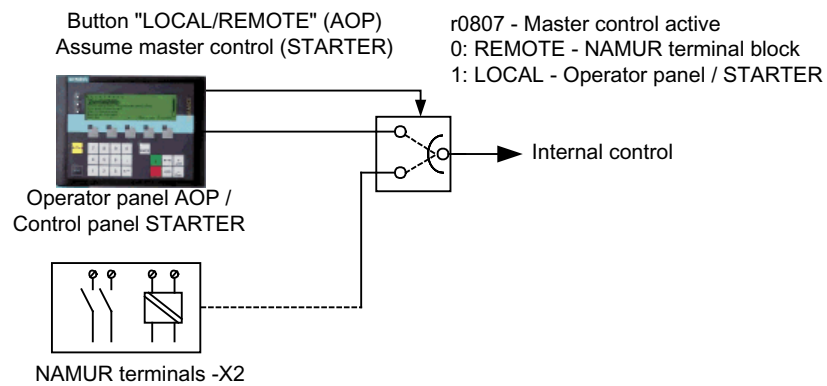 Button "LOCAL/REMOTE" (AOP)
Assume master control (STARTER)
r0807 - Master control active
0: REMOTE - NAMUR terminal block
1: LOCAL - Operator panel / STARTER
SIEMENS
Internal control
Operator panel AOP /
Control panel STARTER
NAMUR terminals -X2